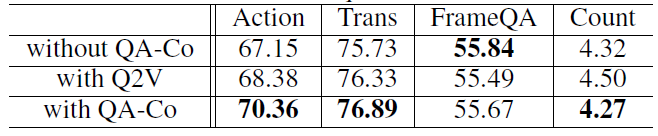 Action Trans FrameQA Count
without QA-Co 67.15 75.73 55.84 4.32
with Q2V 68.38 76.33 55.49 4.50
with QA-Co 70.36 76.89 55.67 4.27